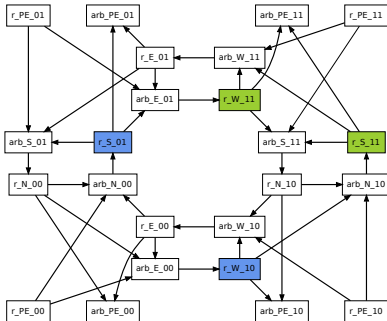 r_PE_01 arb_PE_01 arb_PE_11 r_PE_11
r_E_01 arb_W_11
arb_E_01 r_W_11
arb_S_01 r_S_01 arb_S_11 r_S_11
r_N_00 arb_N_00 r_N_10 arb_N_10
r_E_00 arb_W_10
arb_E_00 r_W_10
r_PE_00 arb_PE_00 arb_PE_10 r_PE_10